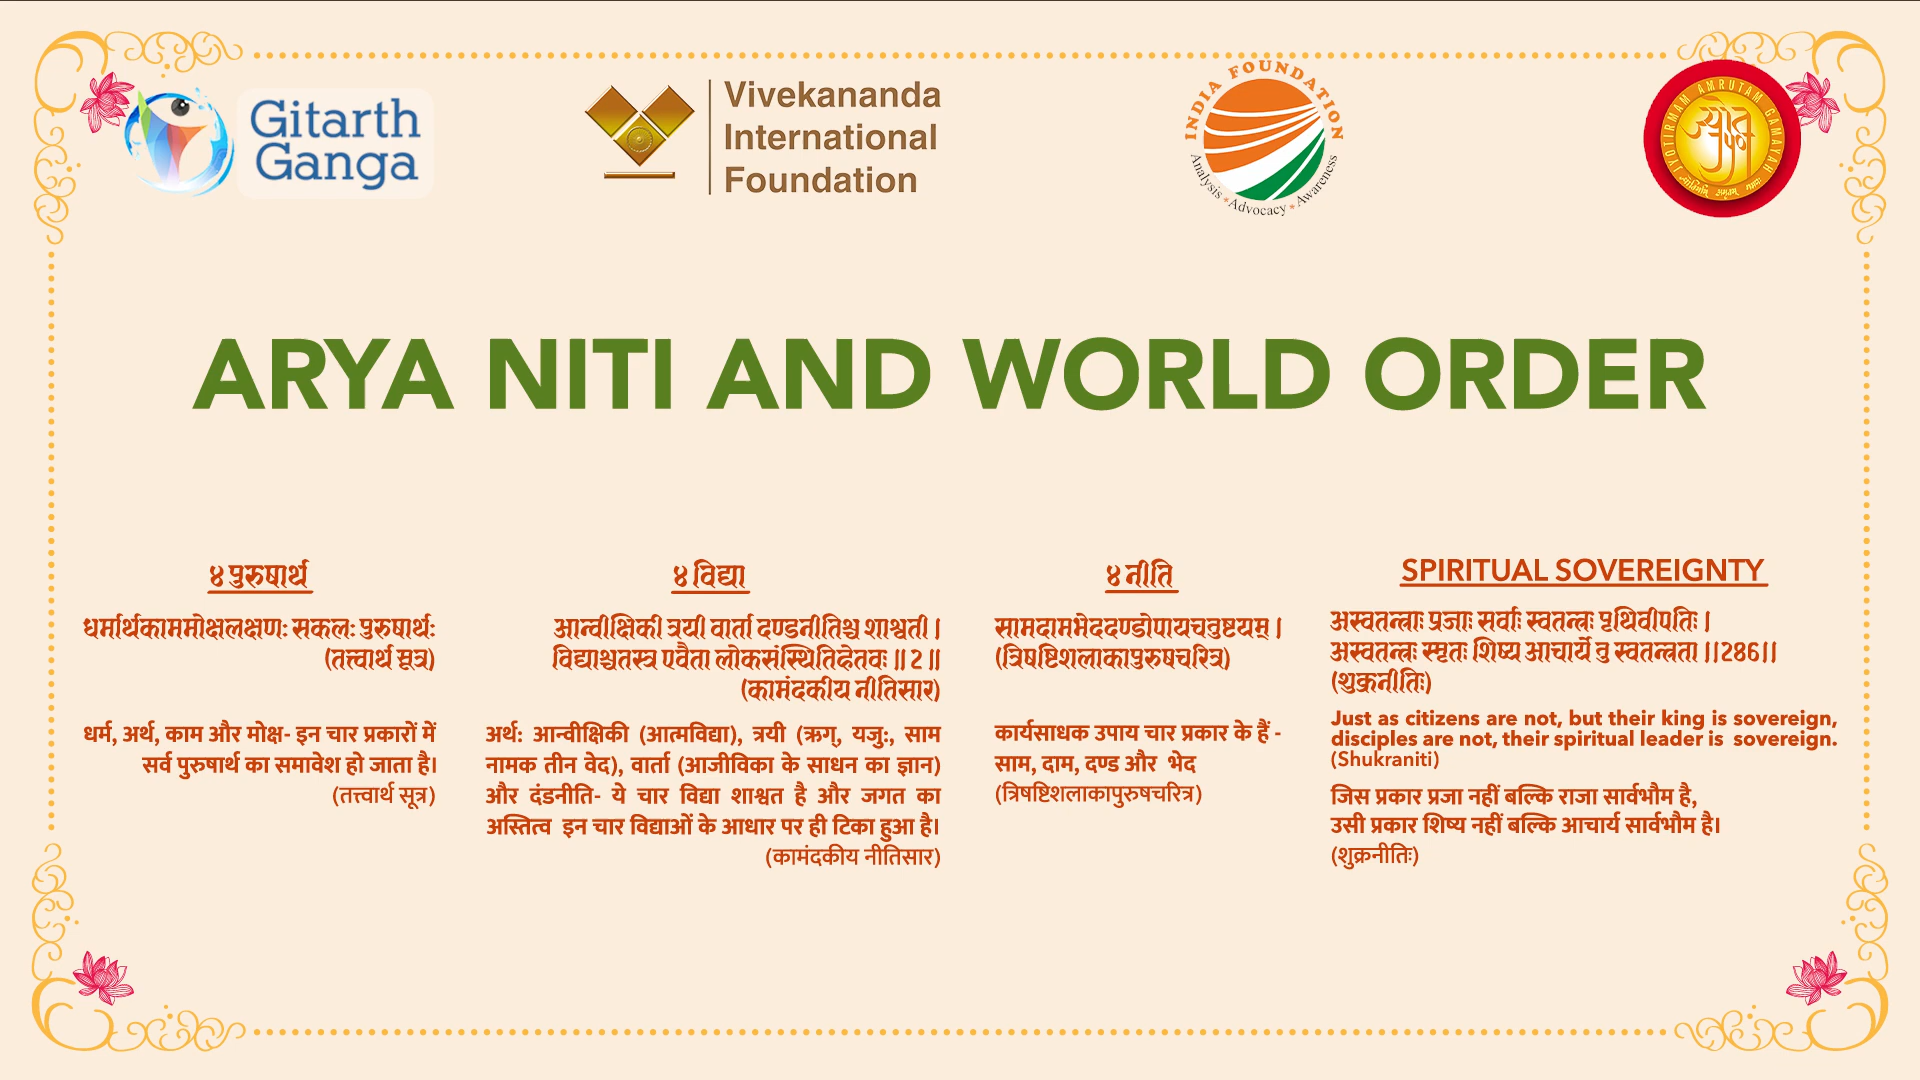 Gitarth
Ganga
Vivekananda
International
Foundation
INDIA FOUNDATION
Analysis * Advocacy * Awareness
JYOTIRMAM AMRUTAM GAMAYAH
ARYA NITI AND WORLD ORDER
४ पुरुषार्थ
धर्मार्थकाममोक्षलक्षणः सकलः पुरुषार्थः
(तत्त्वार्थ सूत्र)
धर्म, अर्थ, काम और मोक्ष- इन चार प्रकारों में
सर्व पुरुषार्थ का समावेश हो जाता है।
(तत्त्वार्थ सूत्र)
४ विद्या
आन्वीक्षिकी त्रयी वार्ता दण्डनीतिश्च शाश्वती।
विद्याश्चतस्त्र एवैता लोकसंस्थितिहेतवः ॥ 2 ॥
(कामंदकीय नीतिसार)
अर्थ: आन्वीक्षिकी (आत्मविद्या), त्रयी (ऋग्, यजु:, साम
नामक तीन वेद), वार्ता (आजीविका के साधन का ज्ञान)
और दंडनीति- ये चार विद्या शाश्वत है और जगत का
अस्तित्व इन चार विद्याओं के आधार पर ही टिका हुआ है।
(कामंदकीय नीतिसार)
४ नीति
सामदामभेददण्डोपायचतुष्टयम्।
(त्रिषष्टिशलाकापुरुषचरित्र)
कार्यसाधक उपाय चार प्रकार के हैं -
साम, दाम, दण्ड और भेद
(त्रिषष्टिशलाकापुरुषचरित्र)
SPIRITUAL SOVEREIGNTY
अस्वतन्त्राः प्रजाः सर्वाः स्वतन्त्रः पृथिवीपतिः।
अस्वतन्त्रः स्मृतः शिष्य आचार्ये तु स्वतन्त्रता ।।286।।
(शुक्रनीतिः)
Just as citizens are not, but their king is sovereign,
disciples are not, their spiritual leader is sovereign.
(Shukraniti)
जिस प्रकार प्रजा नहीं बल्कि राजा सार्वभौम है,
उसी प्रकार शिष्य नहीं बल्कि आचार्य सार्वभौम है।
(शुक्रनीतिः)